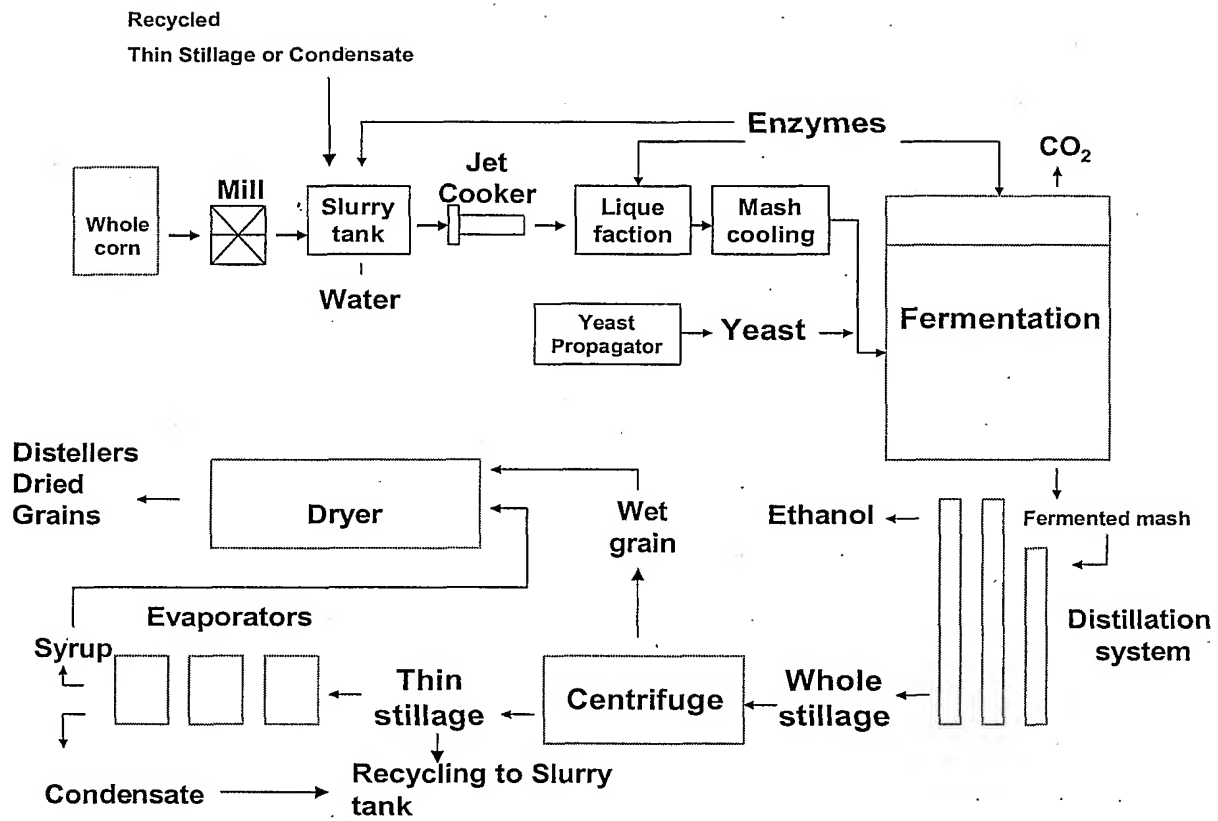 Recycled
Thin Stillage or Condensate
Enzymes
CO₂
Jet
Cooker
Mill
Whole
corn
Slurry
tank
Lique
faction
Mash
cooling
Water
Fermentation
Yeast
Propagator
Yeast
Distellers
Dried
Grains
Dryer
Wet
grain
Ethanol
Fermented mash
Evaporators
Distillation
system
Syrup
Thin
stillage
Centrifuge
Whole
stillage
Condensate
Recycling to Slurry
tank